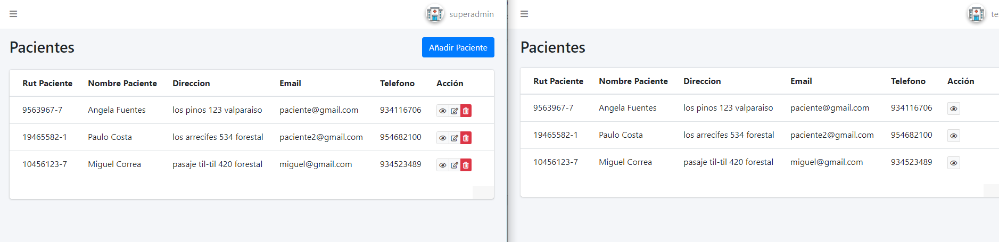 superadmin
Pacientes
Añadir Paciente
Rut Paciente Nombre Paciente Direccion Email Telefono Acción
9563967-7 Angela Fuentes los pinos 123 valparaiso paciente@gmail.com 934116706
19465582-1 Paulo Costa los arrecifes 534 forestal paciente2@gmail.com 954682100
10456123-7 Miguel Correa pasaje til-til 420 forestal miguel@gmail.com 934523489
te
Pacientes
Rut Paciente Nombre Paciente Direccion Email Telefono Acción
9563967-7 Angela Fuentes los pinos 123 valparaiso paciente@gmail.com 934116706
19465582-1 Paulo Costa los arrecifes 534 forestal paciente2@gmail.com 954682100
10456123-7 Miguel Correa pasaje til-til 420 forestal miguel@gmail.com 934523489